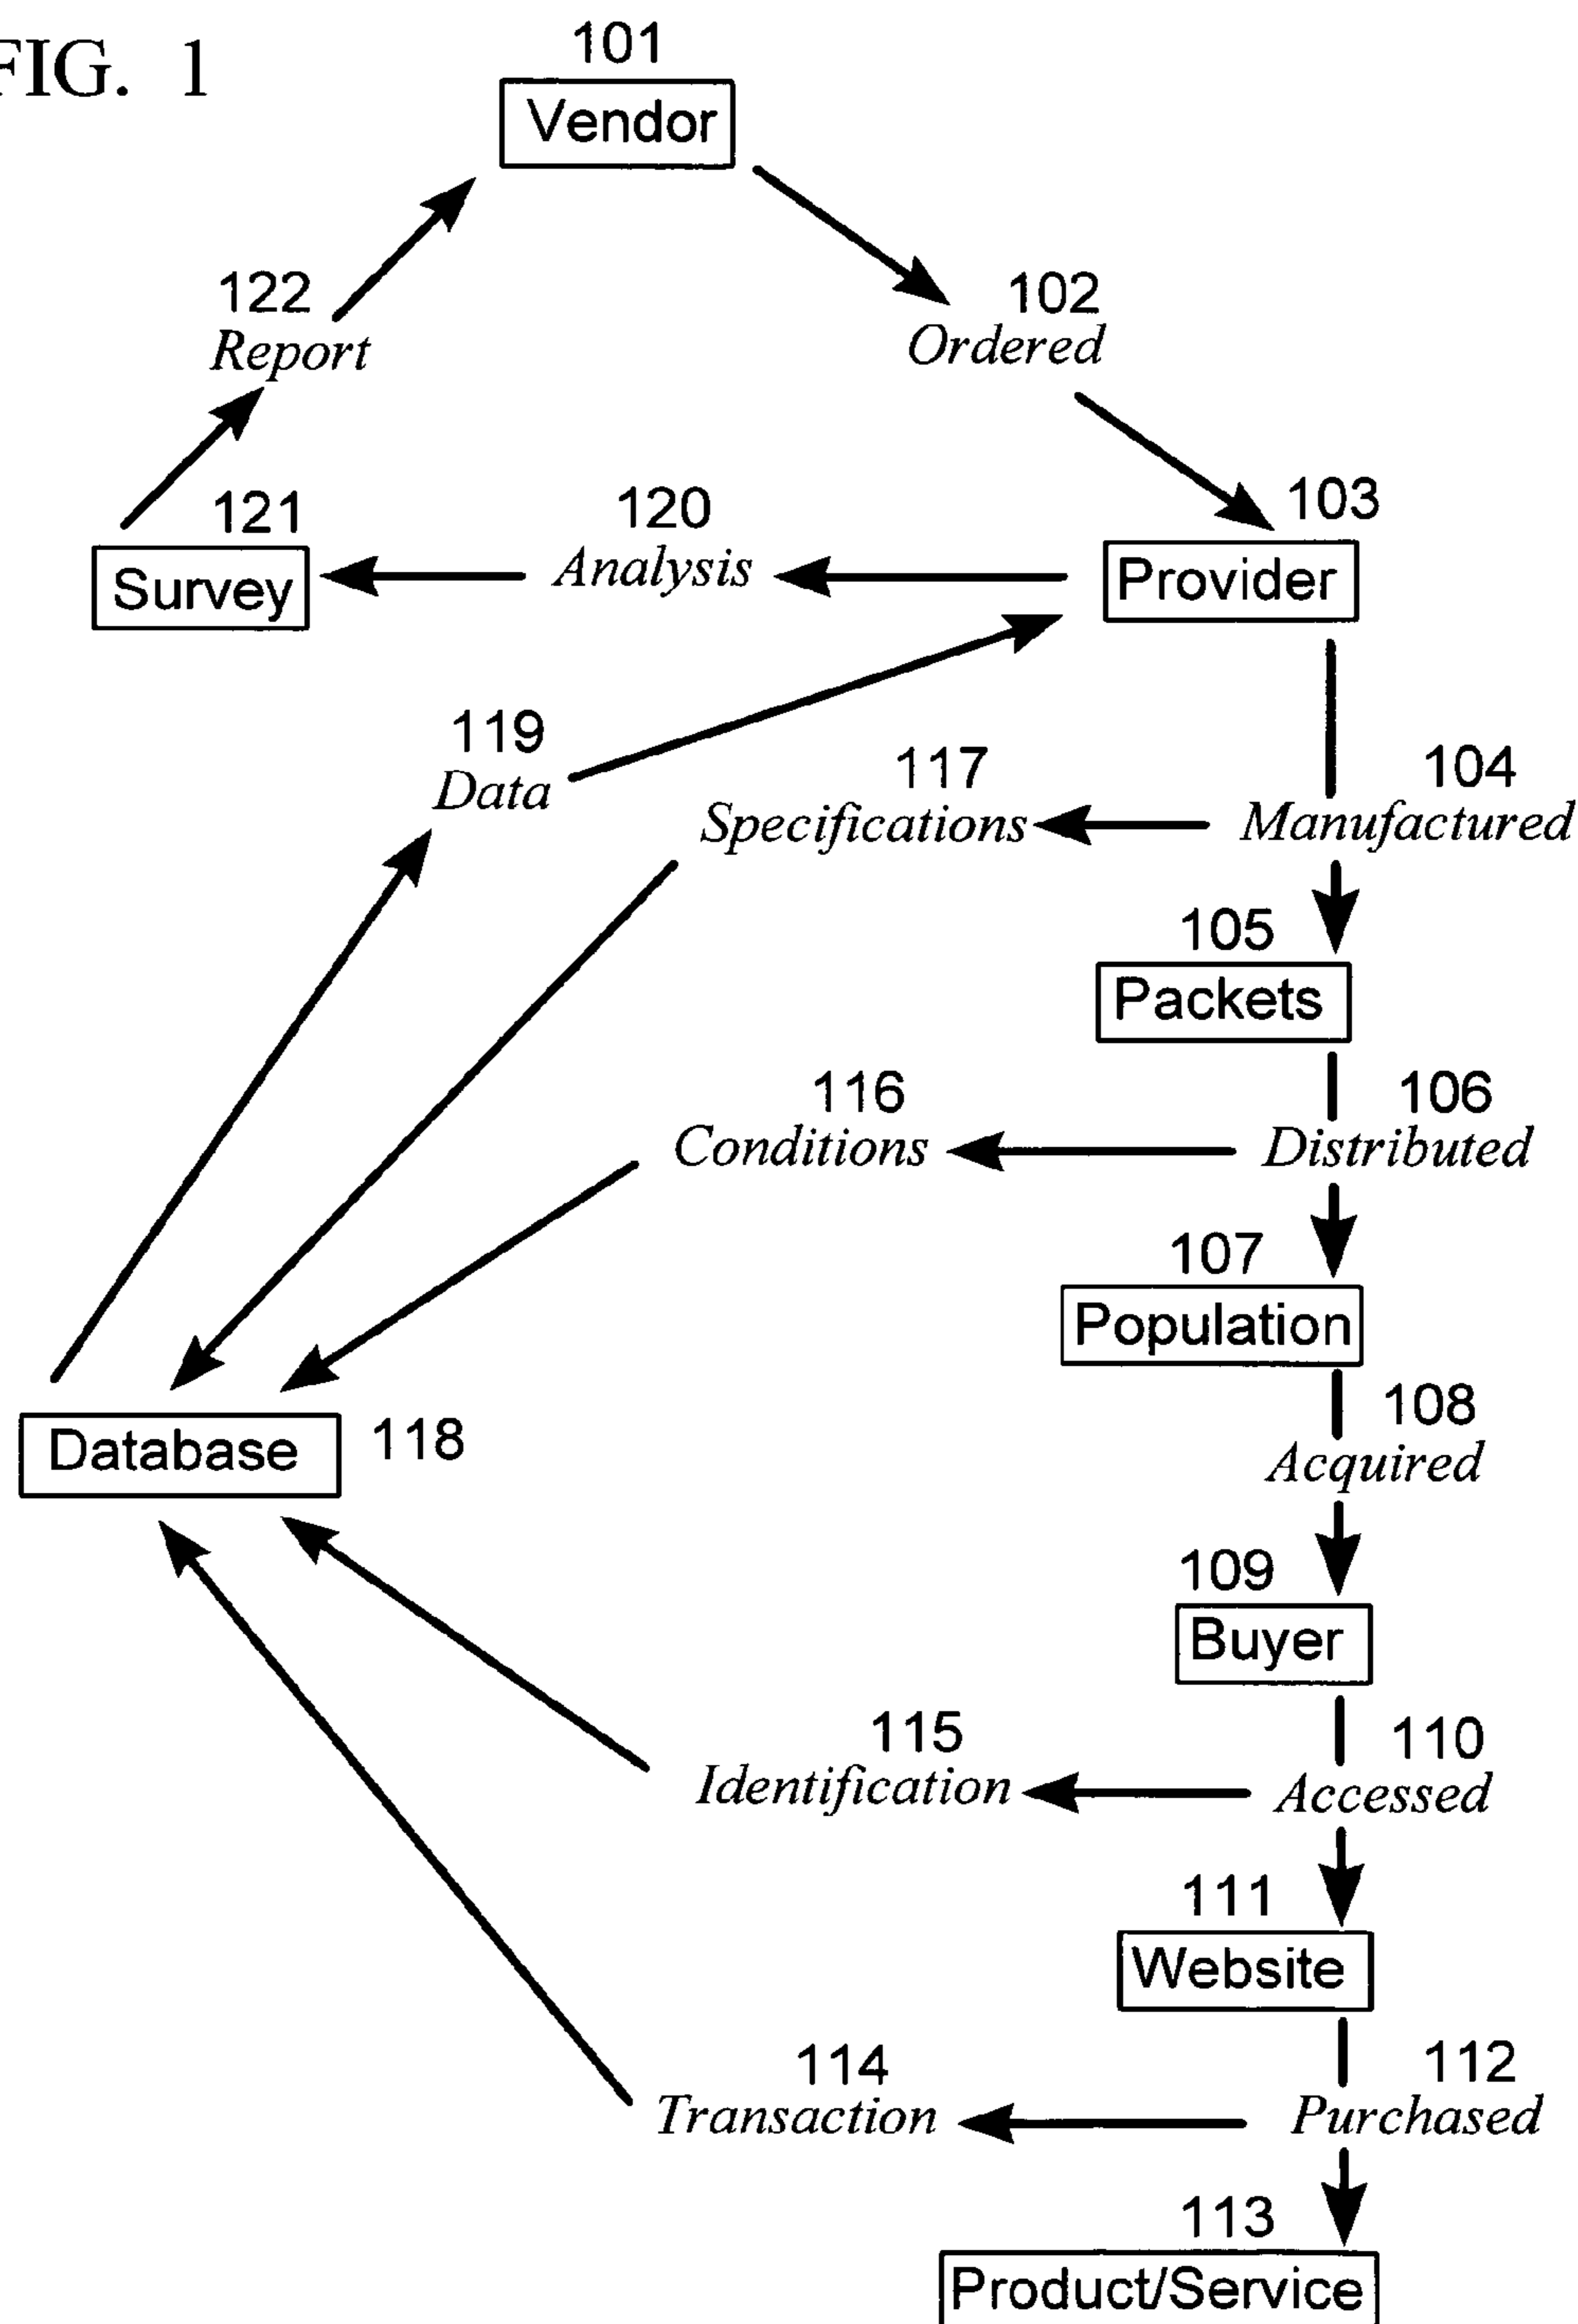 FIG. 1
101
Vendor
122
Report
102
Ordered
121
Survey
120
Analysis
103
Provider
119
Data
117
Specifications
104
Manufactured
105
Packets
116
Conditions
106
Distributed
107
Population
108
Acquired
Database
118
109
Buyer
115
Identification
110
Accessed
111
Website
114
Transaction
112
Purchased
113
Product/Service